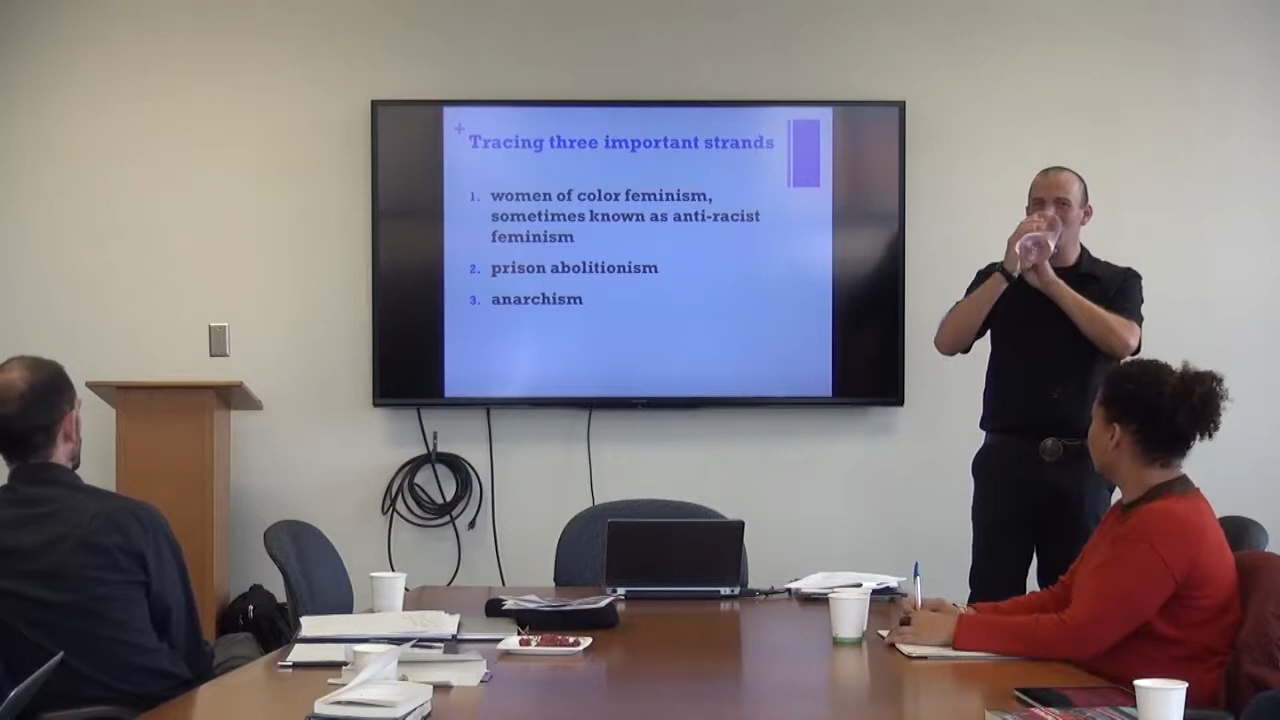 +
Tracing three important strands
1. women of color feminism,
sometimes known as anti-racist
feminism
2. prison abolitionism
3. anarchism